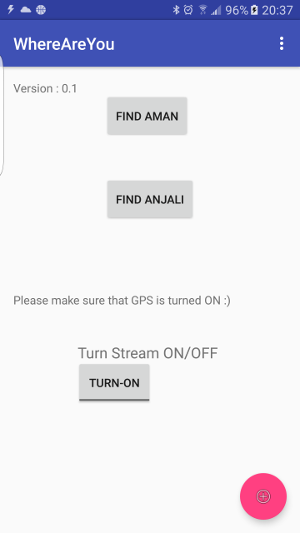 96% 20:37
WhereAreYou
Version : 0.1
FIND AMAN
FIND ANJALI
Please make sure that GPS is turned ON :)
Turn Stream ON/OFF
TURN-ON